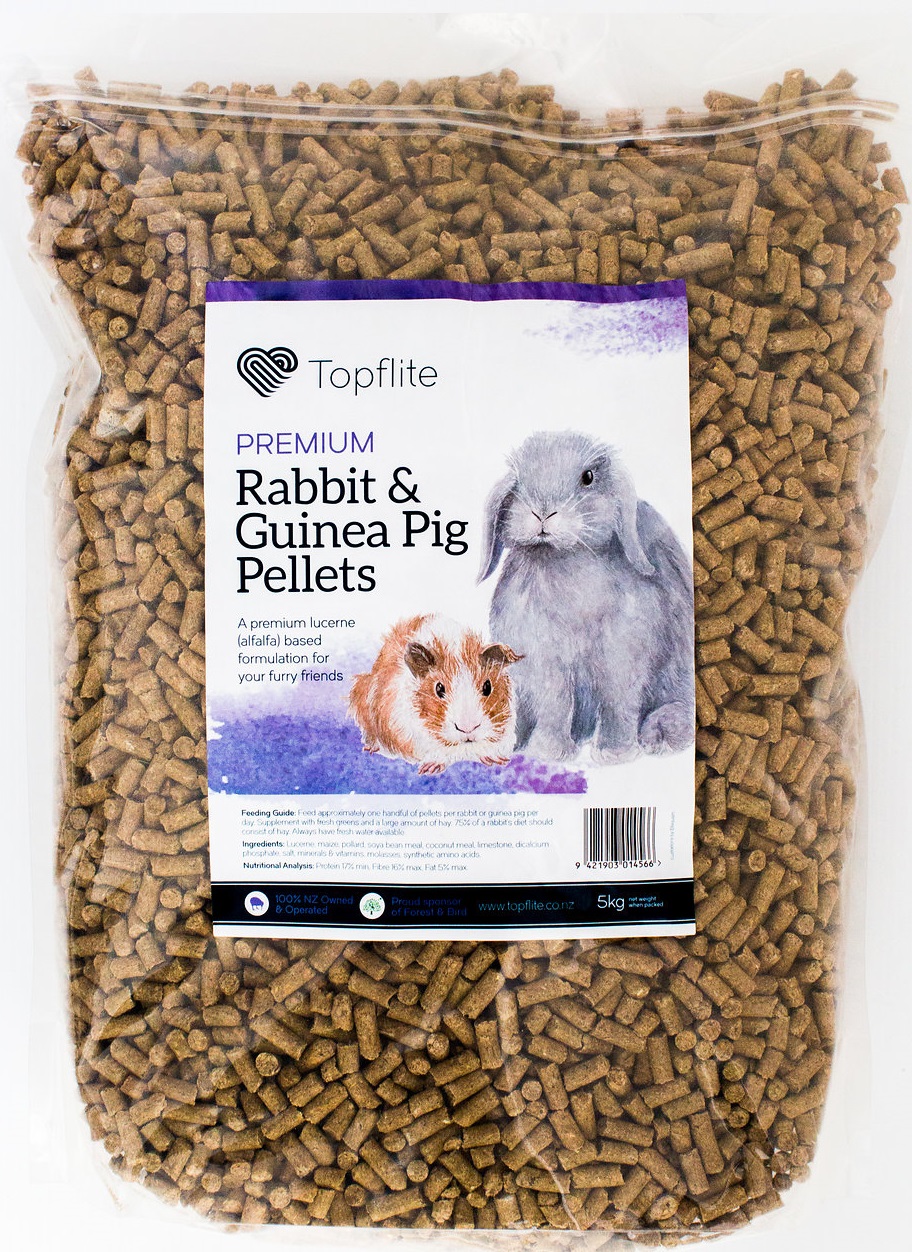 Topflite
PREMIUM
Rabbit &
Guinea Pig
Pellets
A premium lucerne
(alfalfa) based
formulation for
your furry friends
Feeding Guide: Feed approximately one handful of pellets per rabbit or guinea pig per
day. Supplement with fresh greens and a large amount of hay. 75% of a rabbit's diet should
consist of hay. Always have fresh water available.
Ingredients: Lucerne, maize, pollard, soya bean meal, coconut meal, limestone, dicalcium
phosphate, salt, minerals & vitamins, molasses, synthetic amino acids.
Nutritional Analysis: Protein 17% min. Fibre 16% max. Fat 5% max.
9 421903 014566 >
100% NZ Owned
& Operated
Proud sponsor
of Forest & Bird
www.topflite.co.nz
5kg net weight
when packed